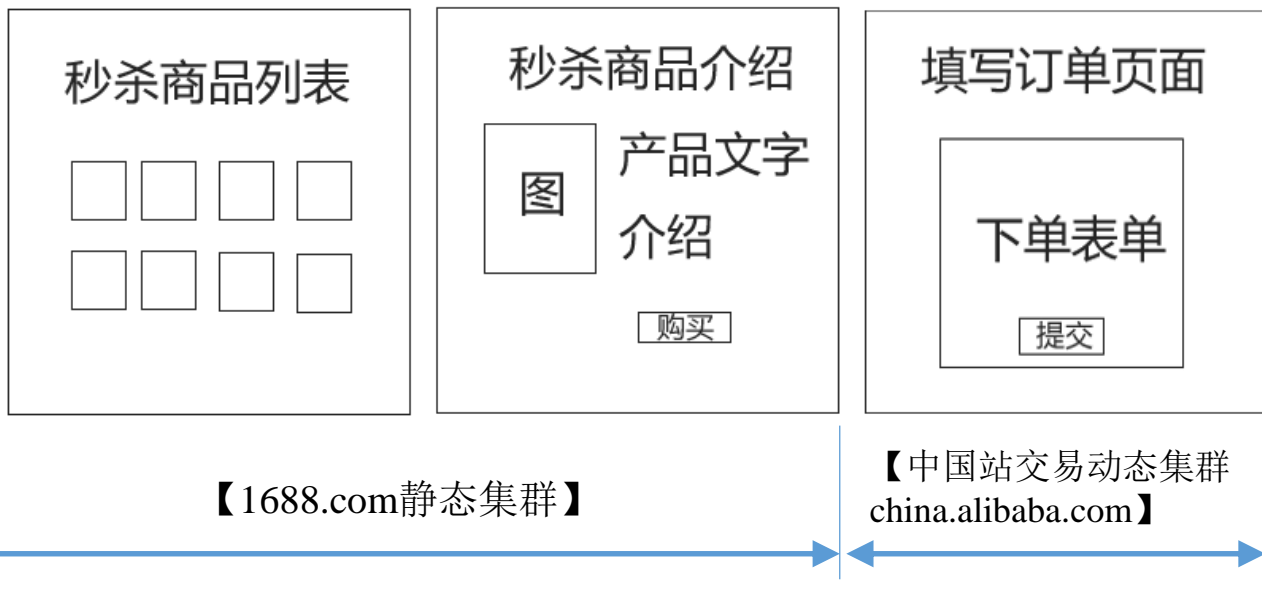 秒杀商品列表
秒杀商品介绍
图
产品文字
介绍
购买
填写订单页面
下单表单
提交
【1688.com静态集群】
【中国站交易动态集群
china.alibaba.com】